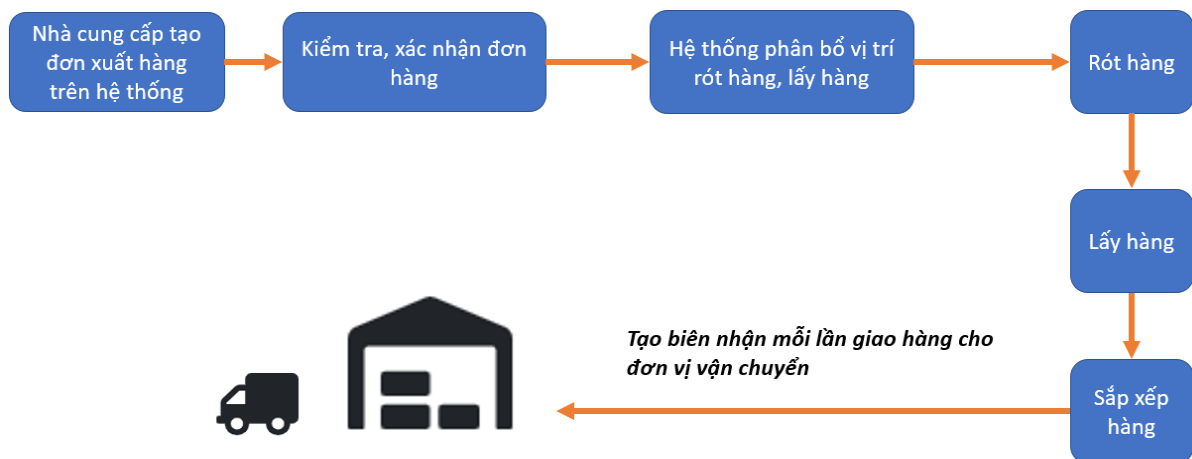 Nhà cung cấp tạo
đơn xuất hàng
trên hệ thống
Kiểm tra, xác nhận đơn
hàng
Hệ thống phân bổ vị trí
rót hàng, lấy hàng
Rót hàng
Lấy hàng
Sắp xếp
hàng
Tạo biên nhận mỗi lần giao hàng cho
đơn vị vận chuyển